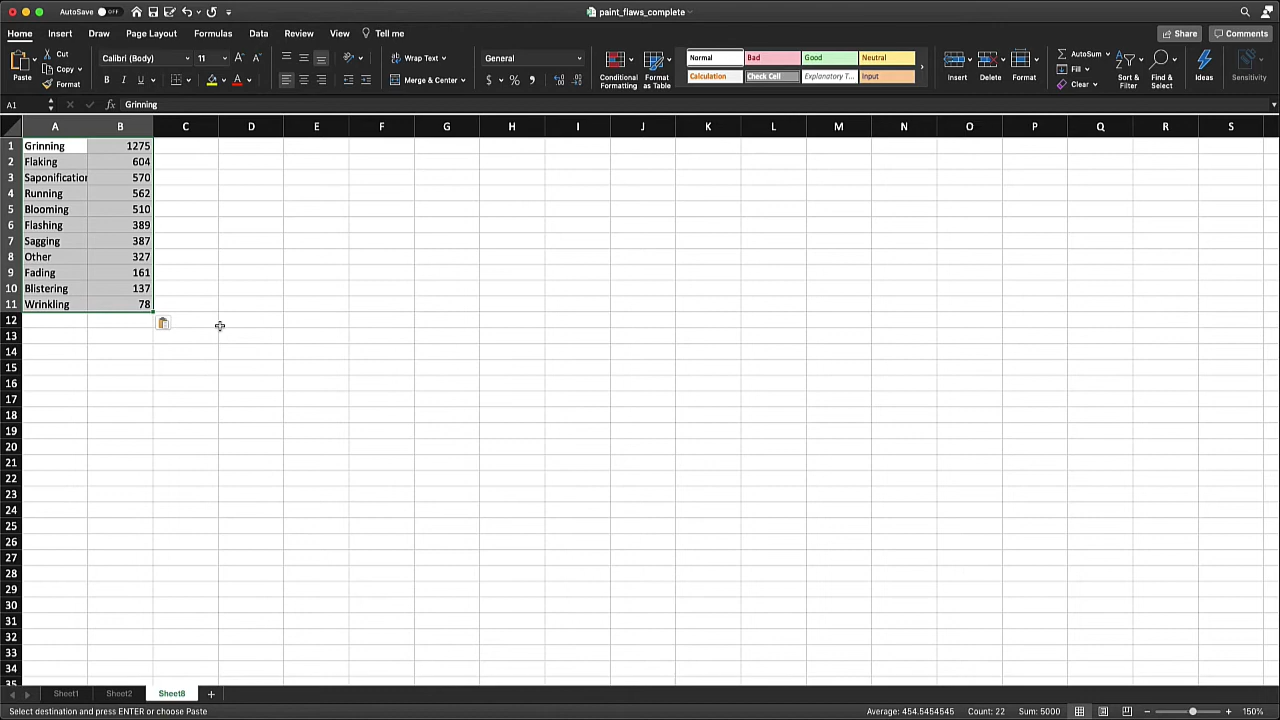 AutoSave OFF paint_flaws_complete
Home Insert Draw Page Layout Formulas Data Review View Tell me Share Comments
Paste Cut Copy Format Calibri (Body) 11 A A B I U A Wrap Text Merge & Center General $ % Conditional Formatting Format as Table Normal Bad Good Neutral Calculation Check Cell Explanatory T... Input Insert Delete Format AutoSum Fill Clear Sort & Filter Find & Select Ideas Sensitivity
A1 fx Grinning
A B C D E F G H I J K L M N O P Q R S
1 Grinning 1275
2 Flaking 604
3 Saponification 570
4 Running 562
5 Blooming 510
6 Flashing 389
7 Sagging 387
8 Other 327
9 Fading 161
10 Blistering 137
11 Wrinkling 78
12
13
14
15
16
17
18
19
20
21
22
23
24
25
26
27
28
29
30
31
32
33
34
35
Sheet1 Sheet2 Sheet8 +
Select destination and press ENTER or choose Paste Average: 454.5454545 Count: 22 Sum: 5000 150%